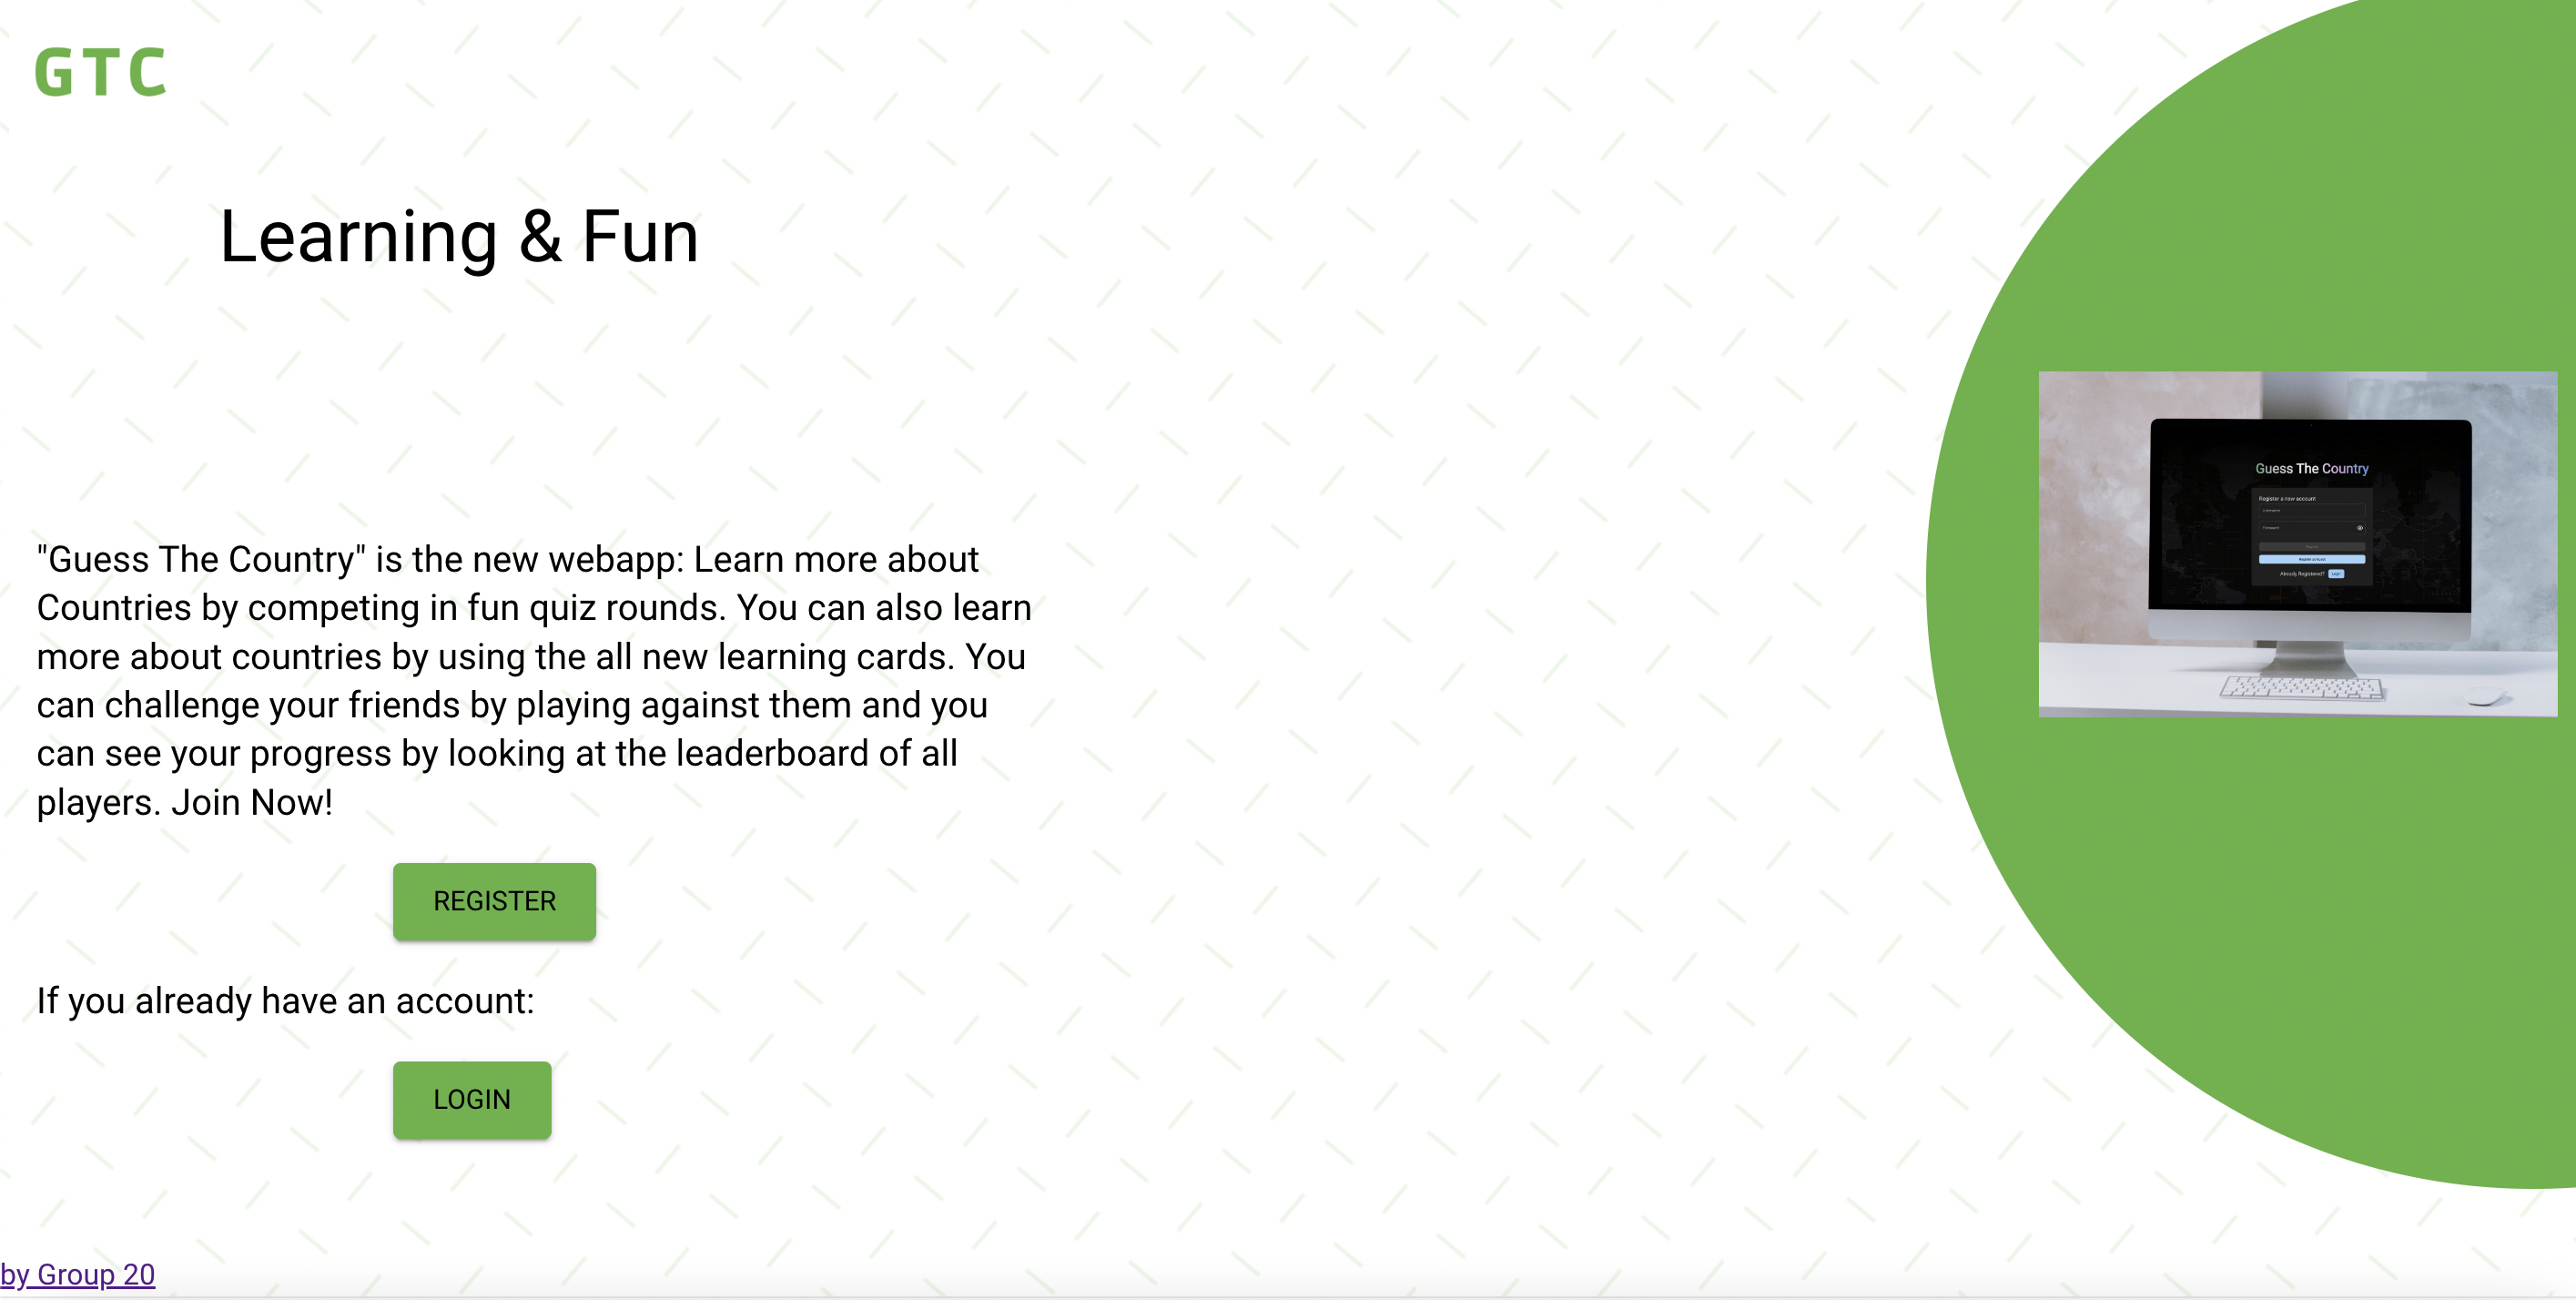 GTC
Learning & Fun
"Guess The Country" is the new webapp: Learn more about
Countries by competing in fun quiz rounds. You can also learn
more about countries by using the all new learning cards. You
can challenge your friends by playing against them and you
can see your progress by looking at the leaderboard of all
players. Join Now!
REGISTER
If you already have an account:
LOGIN
by Group 20
Guess The Country
Register a new account
Username
Password
Already Registered?
Login